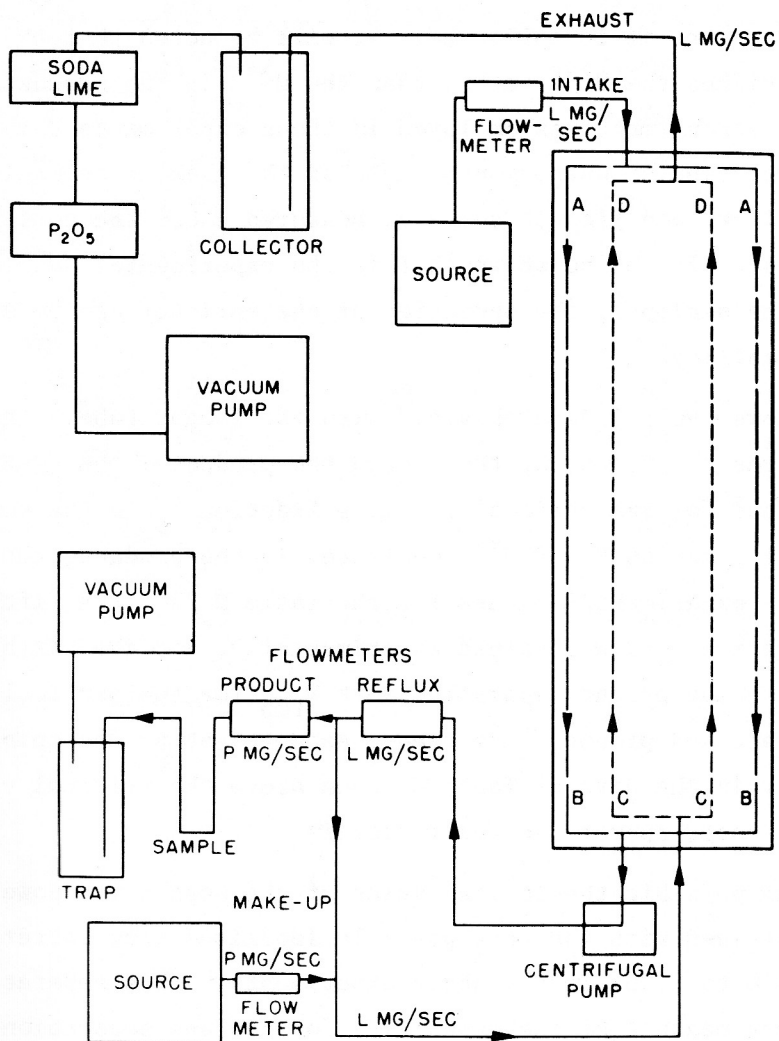 EXHAUST
L MG/SEC
SODA
LIME
INTAKE
L MG/
SEC
FLOW-
METER
A D D A
P₂O₅
COLLECTOR
SOURCE
VACUUM
PUMP
VACUUM
PUMP
FLOWMETERS
PRODUCT
REFLUX
P MG/SEC
L MG/SEC
B C C B
SAMPLE
TRAP
MAKE-UP
P MG/SEC
SOURCE
FLOW
METER
CENTRIFUGAL
PUMP
L MG/SEC